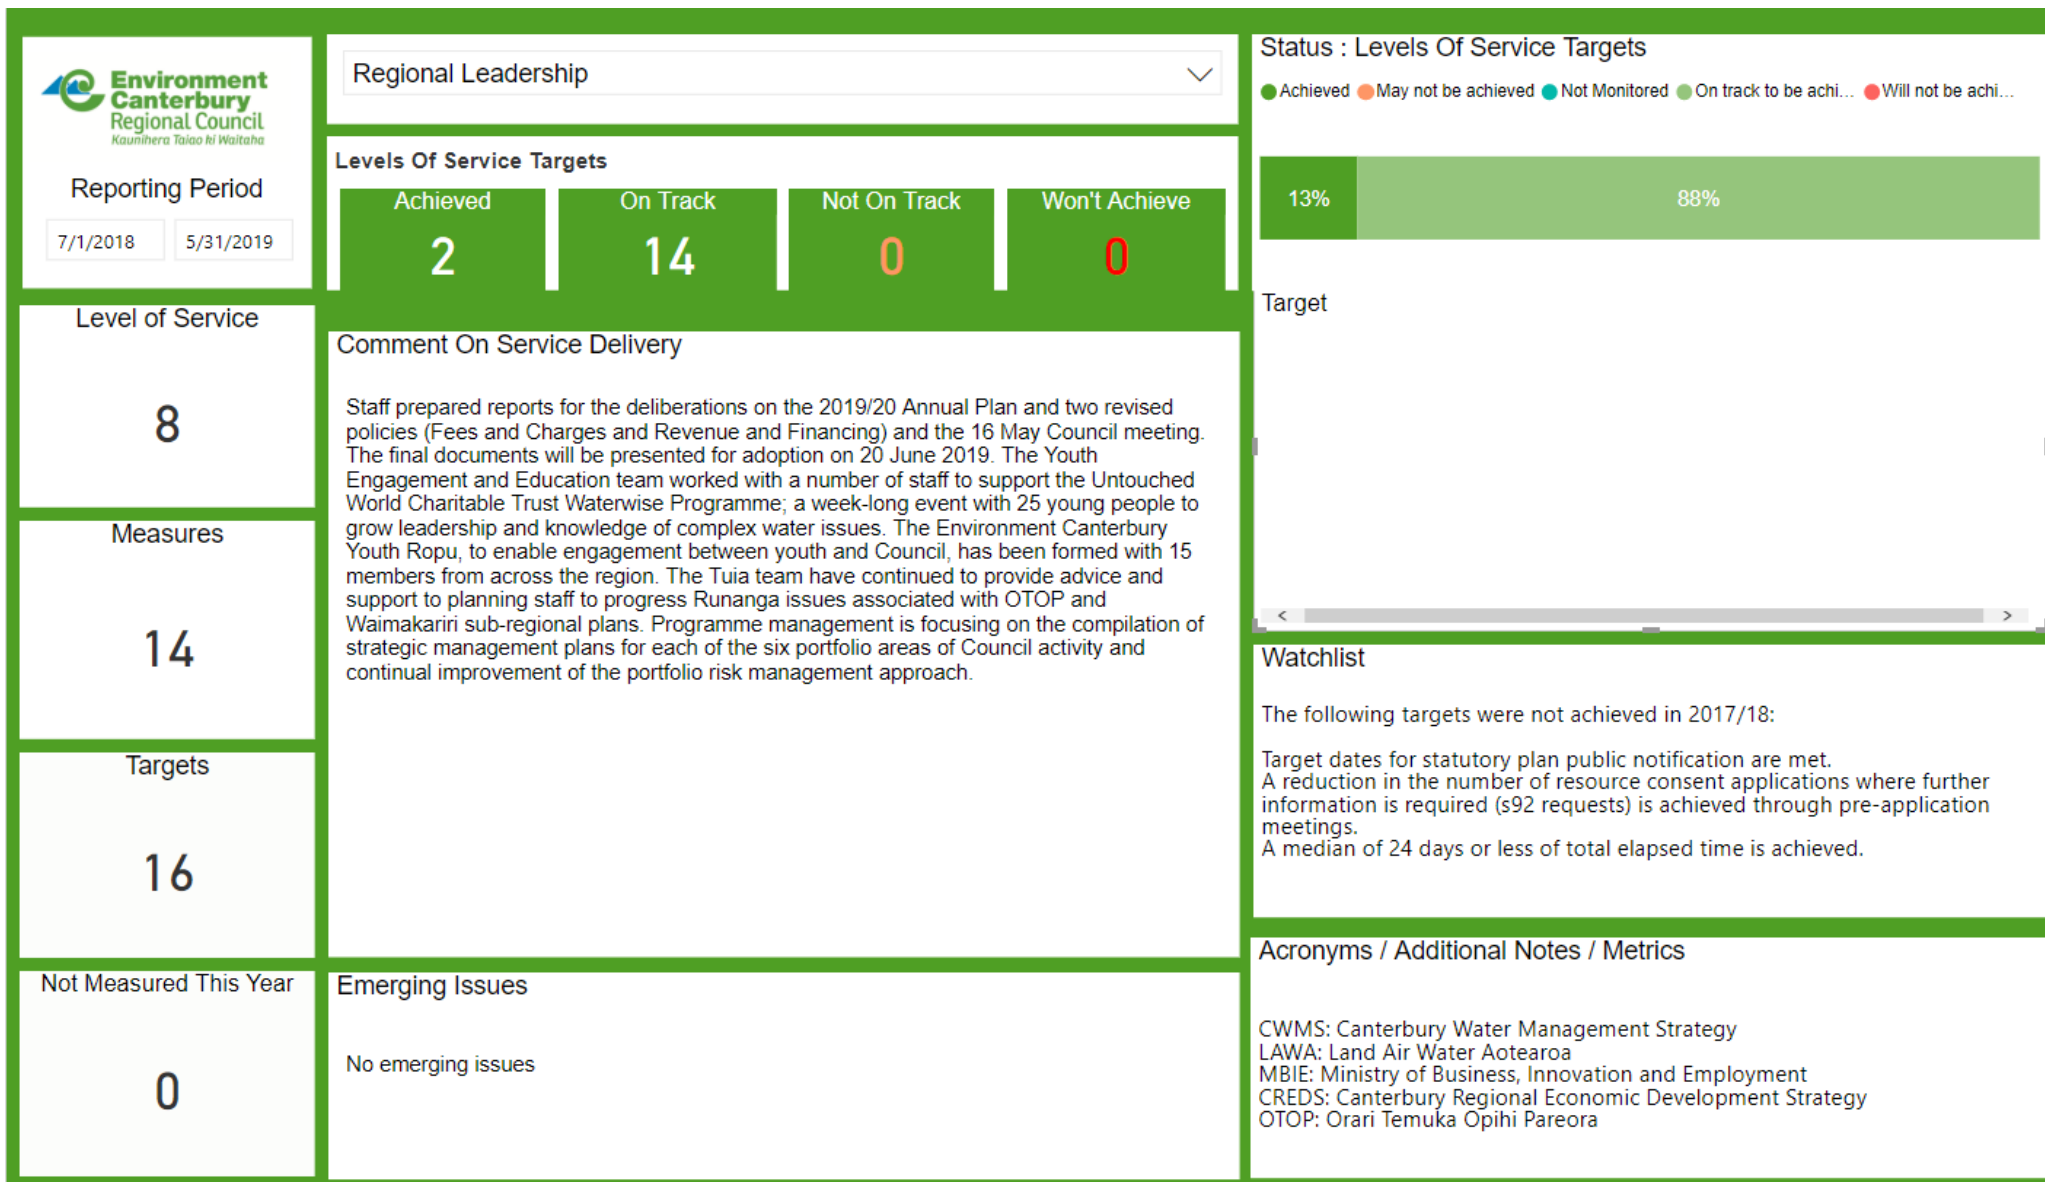 Environment
Canterbury
Regional Council
Kaunihera Taiao ki Waitaha
Reporting Period
7/1/2018 5/31/2019
Regional Leadership
Levels Of Service Targets
Achieved On Track Not On Track Won't Achieve
2 14 0 0
Status : Levels Of Service Targets
Achieved May not be achieved Not Monitored On track to be achi... Will not be achi...
13% 88%
Target
Level of Service
8
Measures
14
Targets
16
Not Measured This Year
0
Comment On Service Delivery
Staff prepared reports for the deliberations on the 2019/20 Annual Plan and two revised
policies (Fees and Charges and Revenue and Financing) and the 16 May Council meeting.
The final documents will be presented for adoption on 20 June 2019. The Youth
Engagement and Education team worked with a number of staff to support the Untouched
World Charitable Trust Waterwise Programme; a week-long event with 25 young people to
grow leadership and knowledge of complex water issues. The Environment Canterbury
Youth Ropu, to enable engagement between youth and Council, has been formed with 15
members from across the region. The Tuia team have continued to provide advice and
support to planning staff to progress Runanga issues associated with OTOP and
Waimakariri sub-regional plans. Programme management is focusing on the compilation of
strategic management plans for each of the six portfolio areas of Council activity and
continual improvement of the portfolio risk management approach.
Emerging Issues
No emerging issues
Watchlist
The following targets were not achieved in 2017/18:
Target dates for statutory plan public notification are met.
A reduction in the number of resource consent applications where further
information is required (s92 requests) is achieved through pre-application
meetings.
A median of 24 days or less of total elapsed time is achieved.
Acronyms / Additional Notes / Metrics
CWMS: Canterbury Water Management Strategy
LAWA: Land Air Water Aotearoa
MBIE: Ministry of Business, Innovation and Employment
CREDS: Canterbury Regional Economic Development Strategy
OTOP: Orari Temuka Opihi Pareora